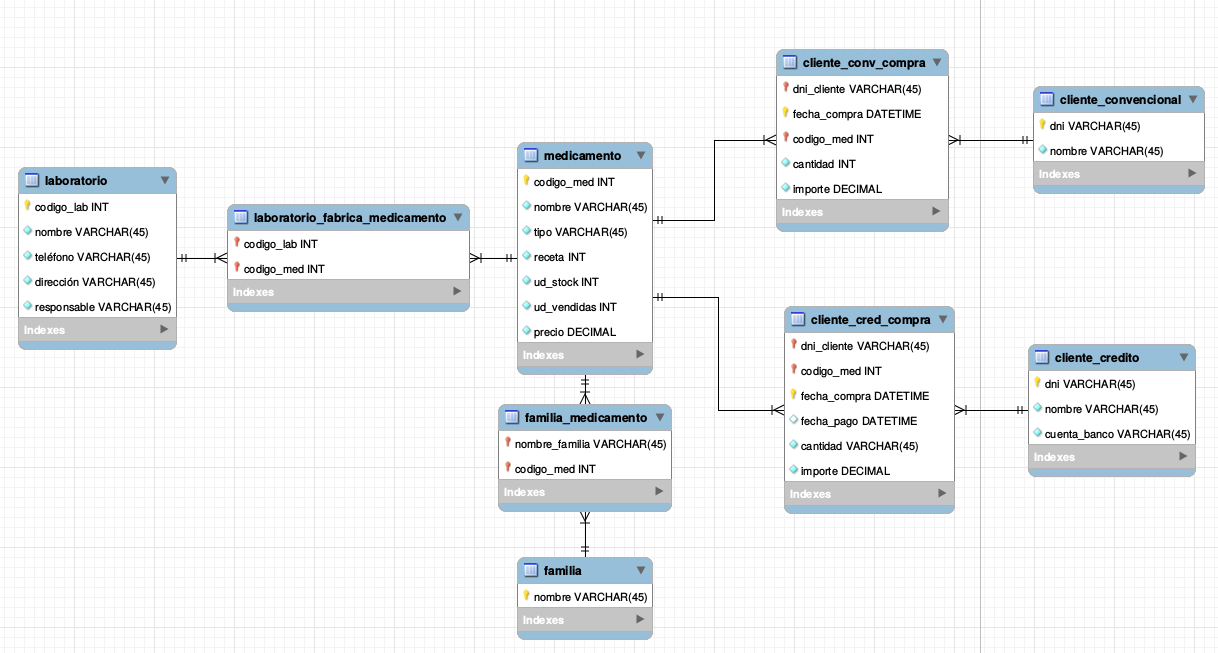 laboratorio
codigo_lab INT
nombre VARCHAR(45)
teléfono VARCHAR(45)
dirección VARCHAR(45)
responsable VARCHAR(45)
Indexes
laboratorio_fabrica_medicamento
codigo_lab INT
codigo_med INT
Indexes
medicamento
codigo_med INT
nombre VARCHAR(45)
tipo VARCHAR(45)
receta INT
ud_stock INT
ud_vendidas INT
precio DECIMAL
Indexes
familia_medicamento
nombre_familia VARCHAR(45)
codigo_med INT
Indexes
familia
nombre VARCHAR(45)
Indexes
cliente_conv_compra
dni_cliente VARCHAR(45)
fecha_compra DATETIME
codigo_med INT
cantidad INT
importe DECIMAL
Indexes
cliente_convencional
dni VARCHAR(45)
nombre VARCHAR(45)
Indexes
cliente_cred_compra
dni_cliente VARCHAR(45)
codigo_med INT
fecha_compra DATETIME
fecha_pago DATETIME
cantidad VARCHAR(45)
importe DECIMAL
Indexes
cliente_credito
dni VARCHAR(45)
nombre VARCHAR(45)
cuenta_banco VARCHAR(45)
Indexes